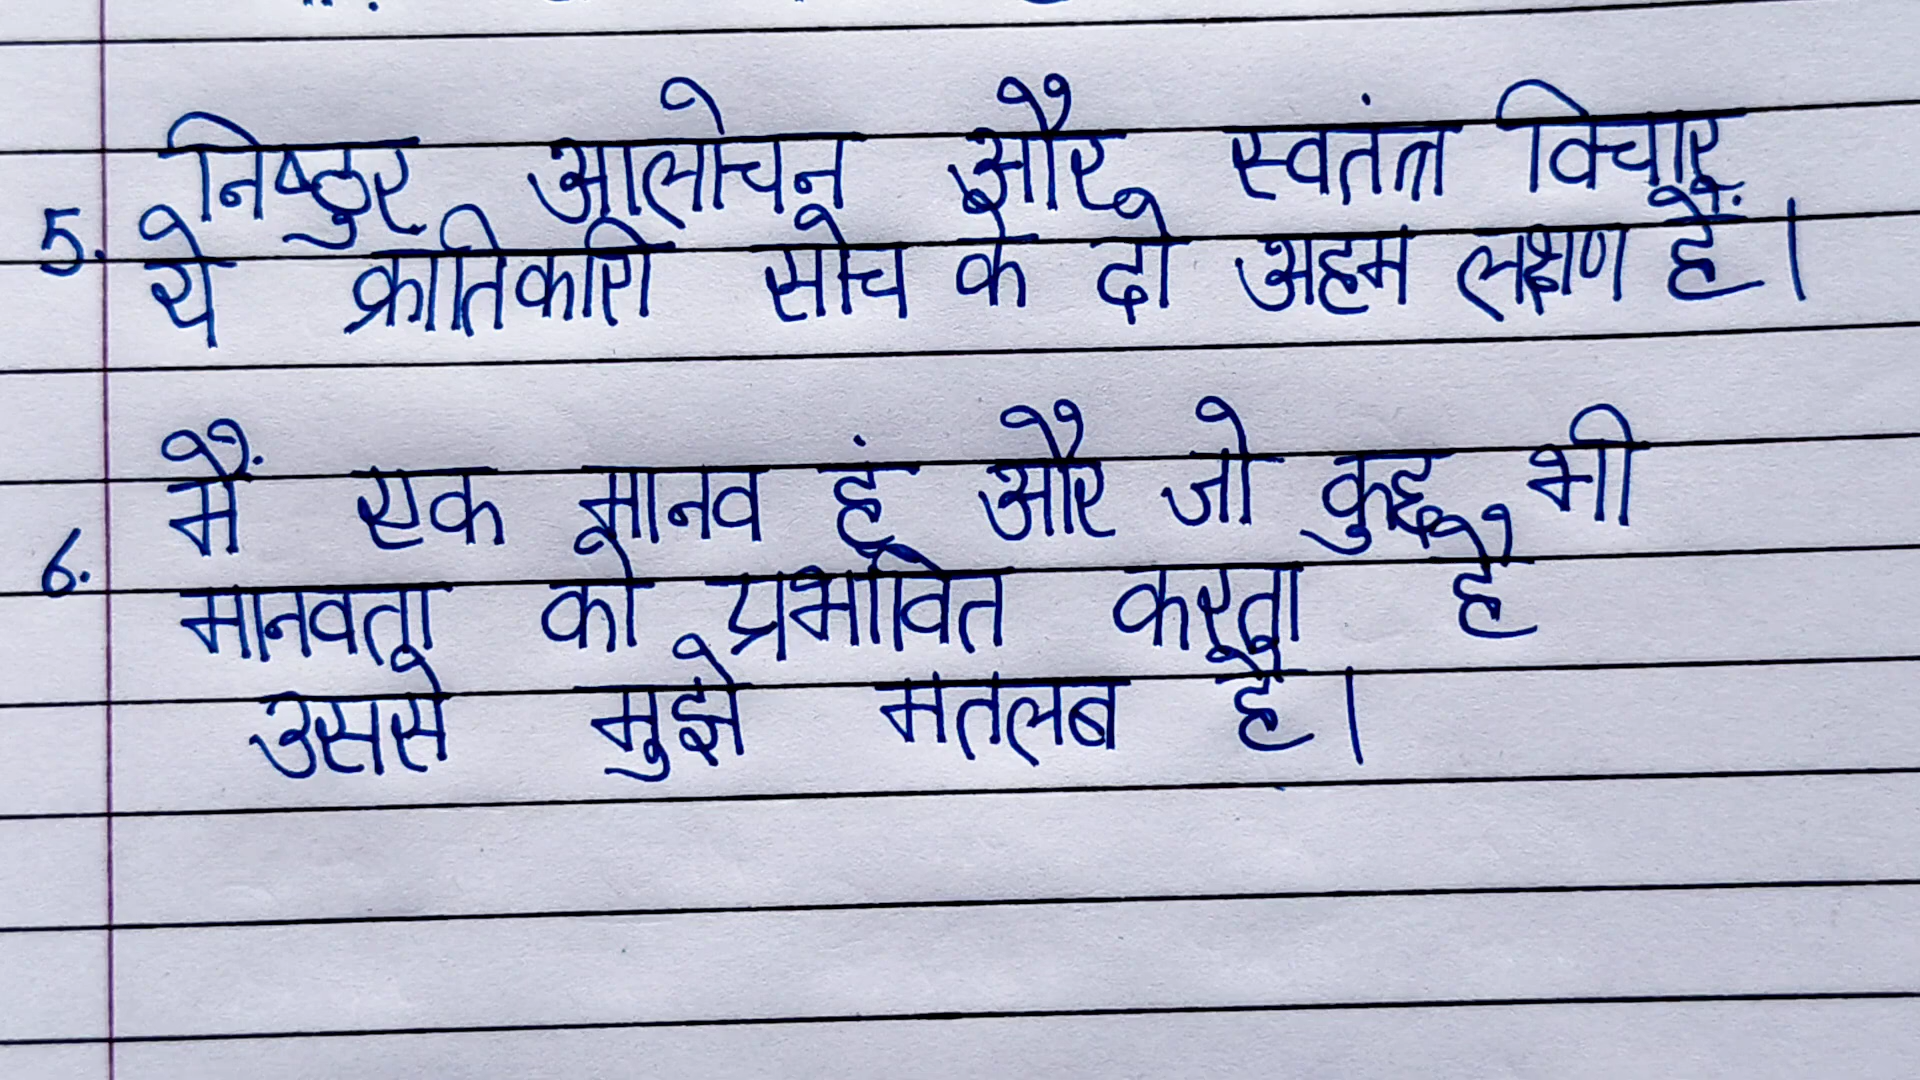 निष्ठुर आलोचन और स्वतंत्र विचार
5. ये क्रातिकारी सोच के दो अहम लक्षण हैं।
मैं एक मानव हूं और जो कुछ भी
6. मानवता को प्रभावित करता है
उससे मुझे मतलब है।